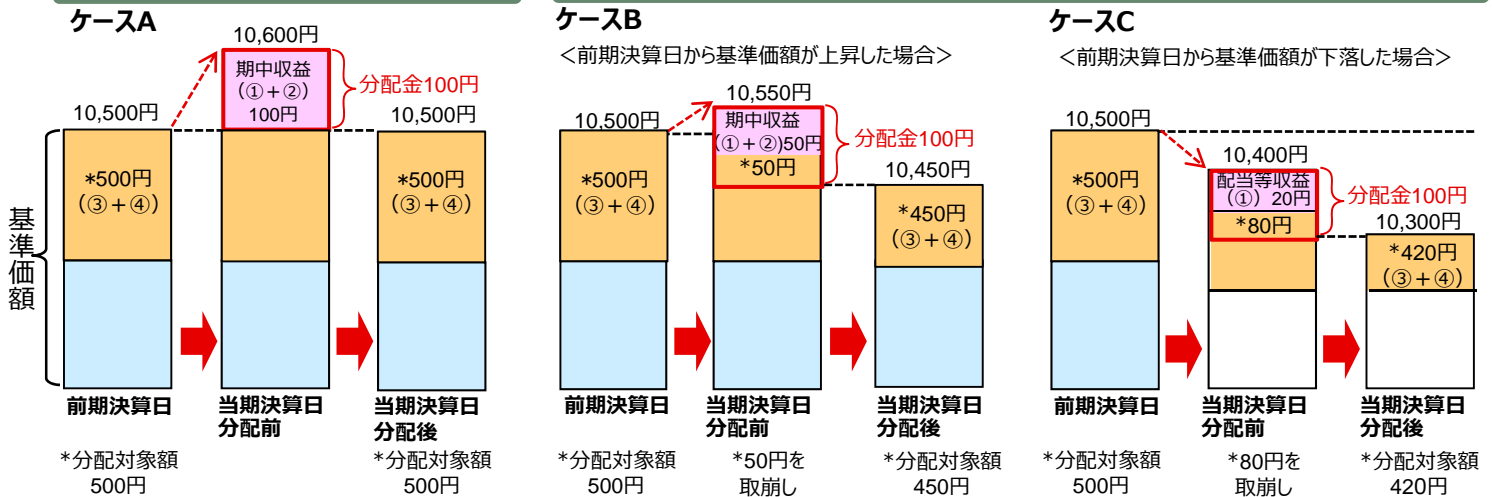 ケースA
10,600円
期中収益
(①＋②)
100円
分配金100円
10,500円
10,500円
*500円
(③＋④)
*500円
(③＋④)
基準価額
前期決算日
当期決算日
分配前
当期決算日
分配後
*分配対象額
500円
*分配対象額
500円
ケースB
＜前期決算日から基準価額が上昇した場合＞
10,550円
10,500円
期中収益
(①＋②)50円
*50円
分配金100円
10,450円
*500円
(③＋④)
*450円
(③＋④)
前期決算日
当期決算日
分配前
当期決算日
分配後
*分配対象額
500円
*50円を
取崩し
*分配対象額
450円
ケースC
＜前期決算日から基準価額が下落した場合＞
10,500円
10,400円
配当等収益
(①) 20円
*80円
分配金100円
10,300円
*500円
(③＋④)
*420円
(③＋④)
前期決算日
当期決算日
分配前
当期決算日
分配後
*分配対象額
500円
*80円を
取崩し
*分配対象額
420円